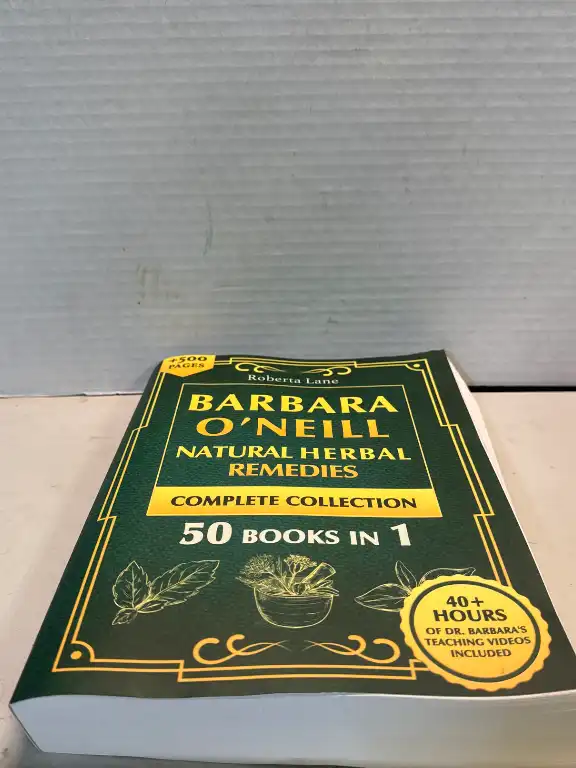 +500
PAGES
Roberta Lane
BARBARA
O'NEILL
NATURAL HERBAL
REMEDIES
COMPLETE COLLECTION
50 BOOKS IN 1
40+
HOURS
OF DR. BARBARA'S
TEACHING VIDEOS
INCLUDED